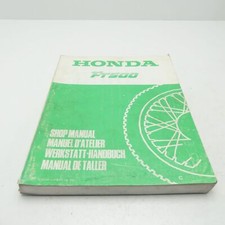 HONDA
FT500
SHOP MANUAL
MANUEL D'ATELIER
WERKSTATT-HANDBUCH
MANUAL DE TALLER